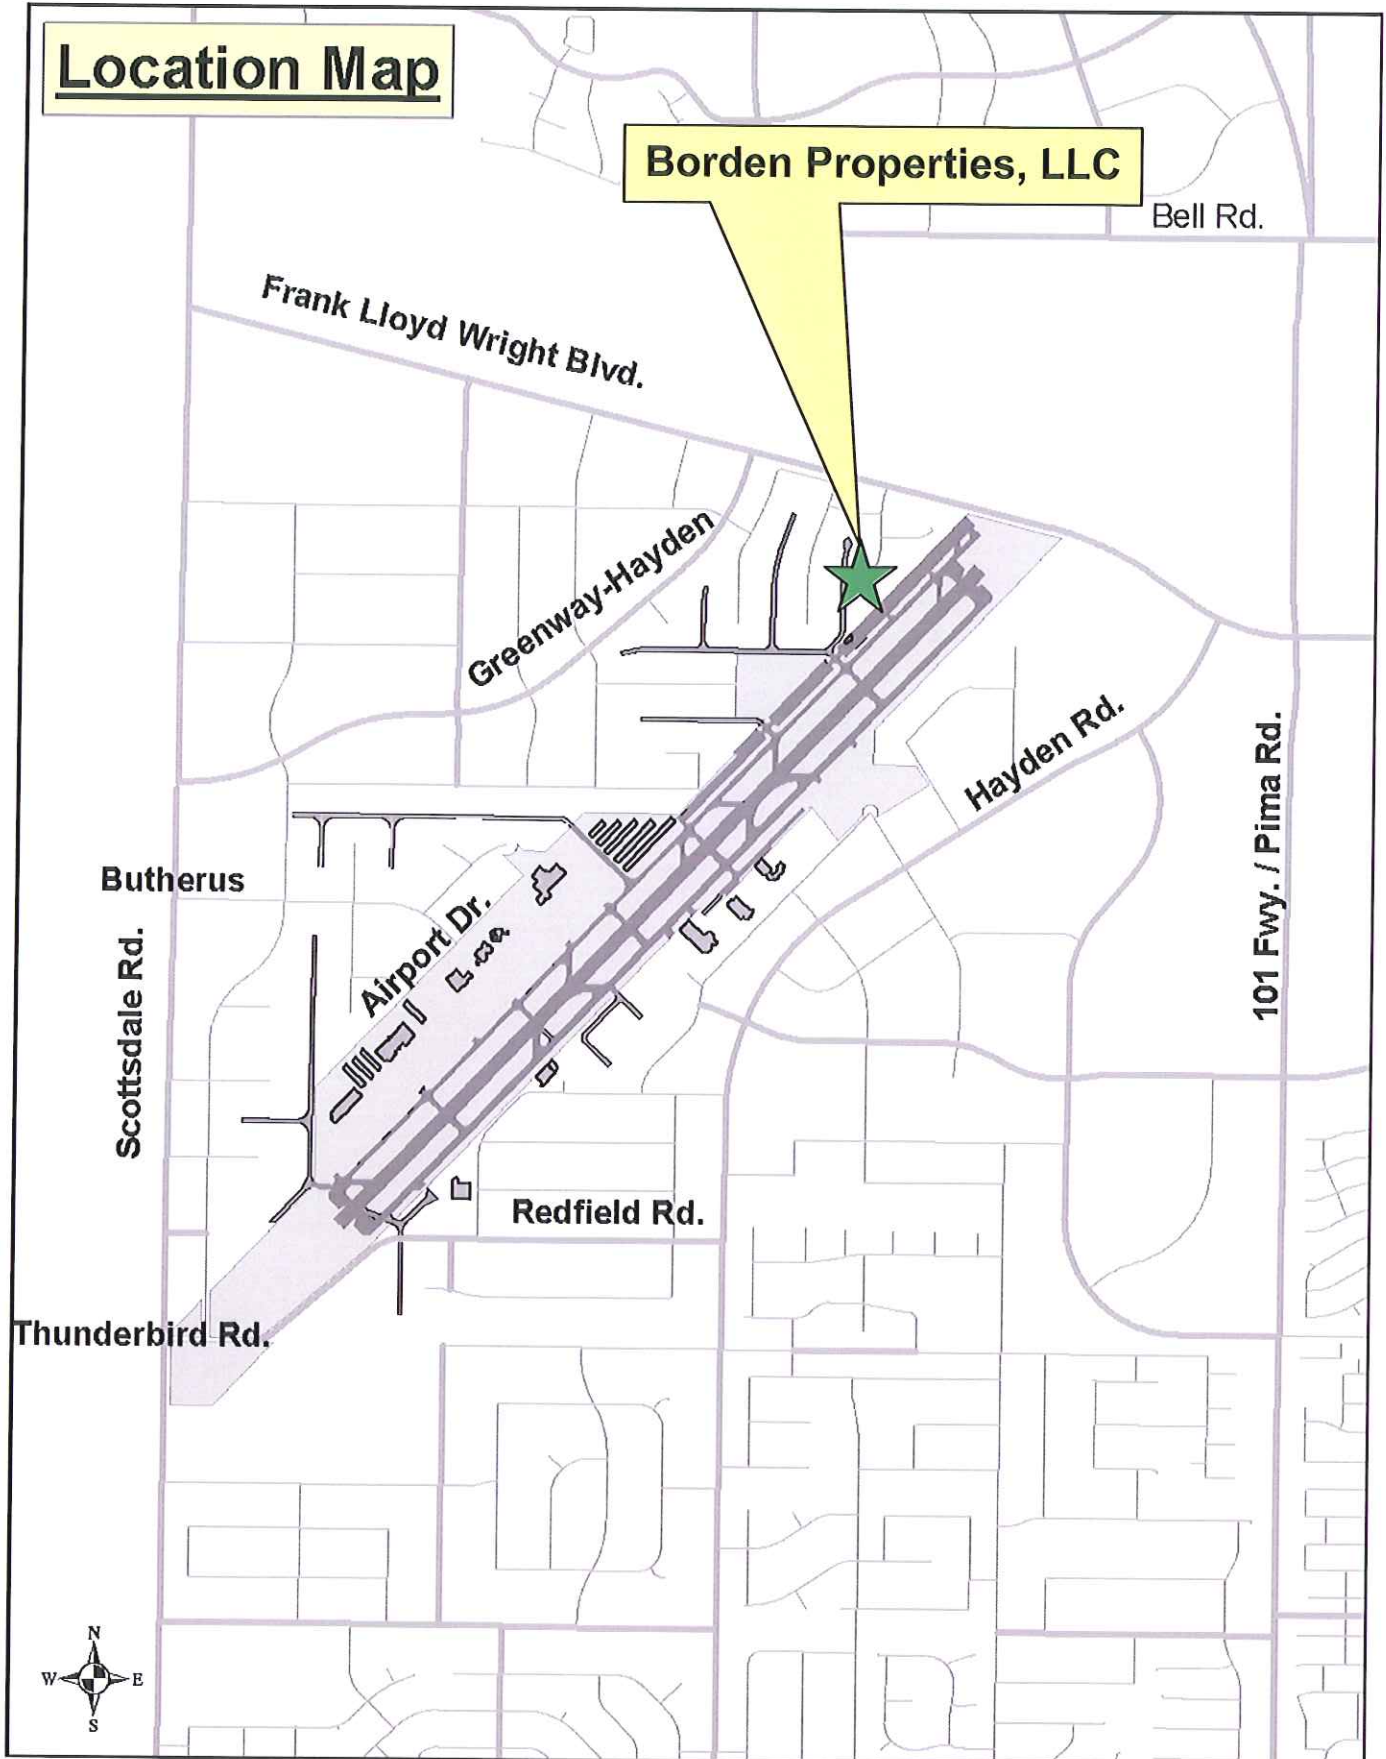 Location Map
Borden Properties, LLC
Bell Rd.
Frank Lloyd Wright Blvd.
Greenway-Hayden
Hayden Rd.
101 Fwy. / Pima Rd.
Butherus
Airport Dr.
Scottsdale Rd.
Redfield Rd.
Thunderbird Rd.
N
W E
S